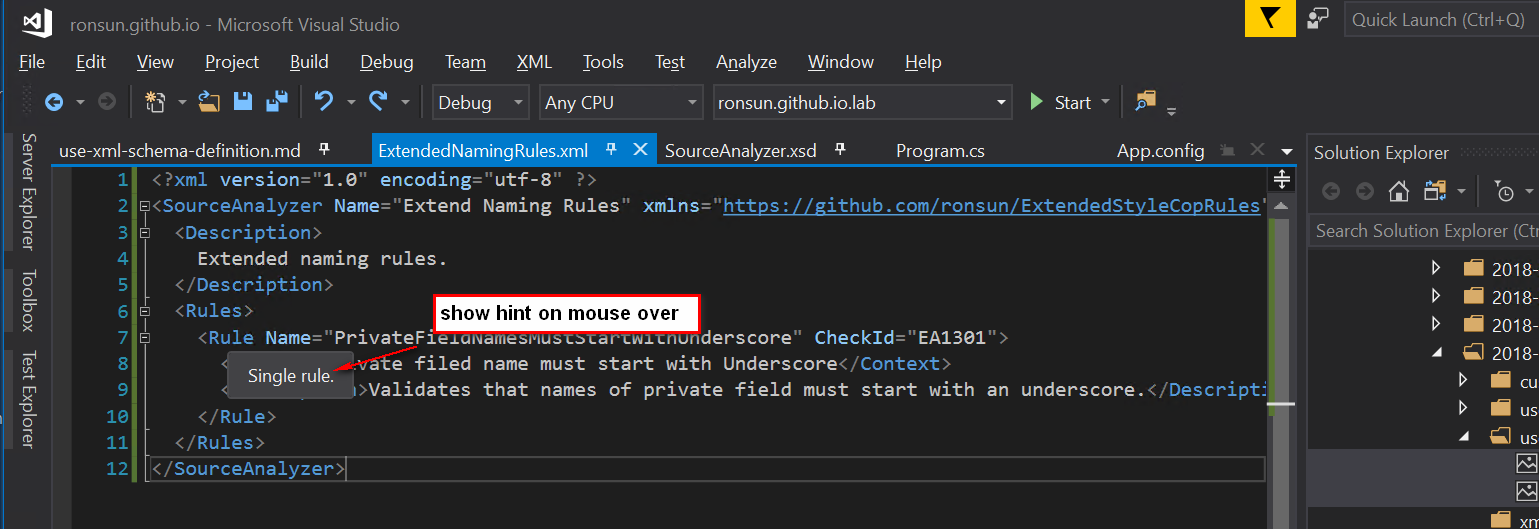 ronsun.github.io - Microsoft Visual Studio
Quick Launch (Ctrl+Q)
File Edit View Project Build Debug Team XML Tools Test Analyze Window Help
Debug Any CPU ronsun.github.io.lab Start
Server Explorer
Toolbox
Test Explorer
use-xml-schema-definition.md ExtendedNamingRules.xml SourceAnalyzer.xsd Program.cs App.config
1 <?xml version="1.0" encoding="utf-8" ?>
2 <SourceAnalyzer Name="Extend Naming Rules" xmlns="https://github.com/ronsun/ExtendedStyleCopRules"
3 <Description>
4 Extended naming rules.
5 </Description>
6 <Rules>
show hint on mouse over
7 <Rule Name="PrivateFieldNamesMustStartWithUnderscore" CheckId="EA1301">
8 < vate filed name must start with Underscore</Context>
Single rule.
9 < >Validates that names of private field must start with an underscore.</Descripti
10 </Rule>
11 </Rules>
12 </SourceAnalyzer>
Solution Explorer
Search Solution Explorer (Ctr
2018-
2018-
2018-
2018-
cu
us
us
xm